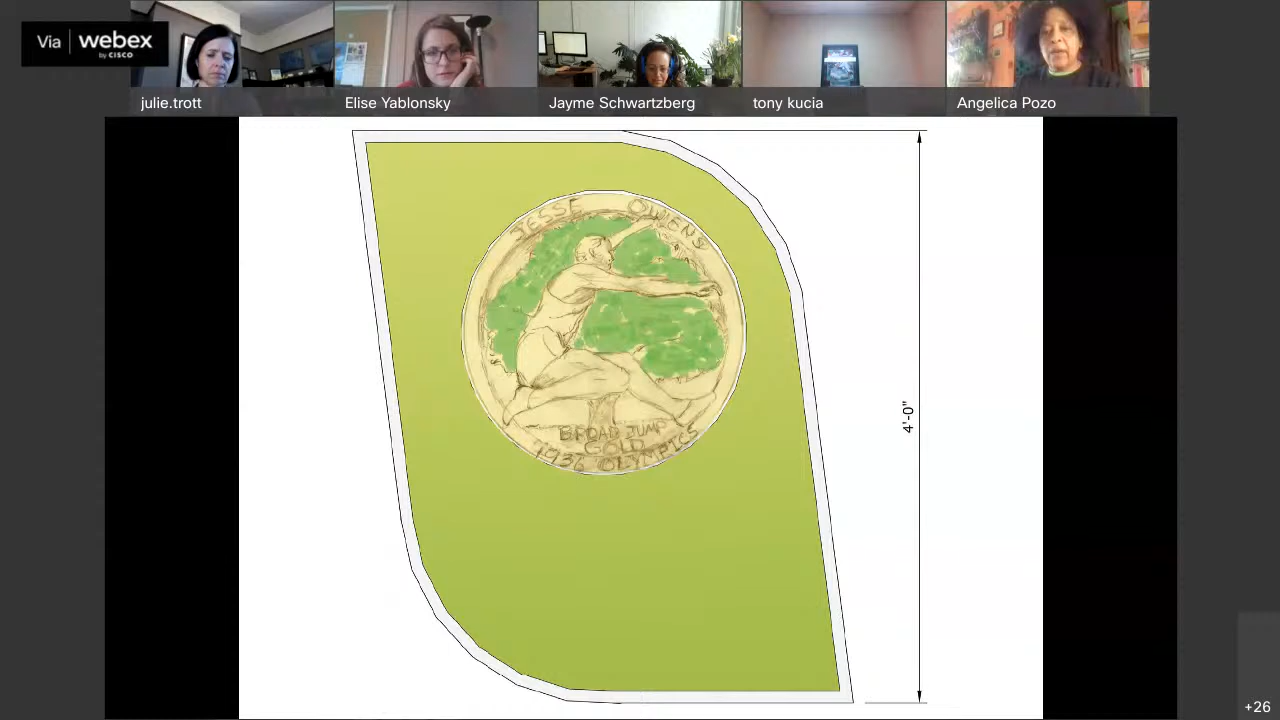 Via webex
by CISCO
julie.trott
Elise Yablonsky
Jayme Schwartzberg
tony kucia
Angelica Pozo
JESSE OWENS
BROAD JUMP
GOLD
1936 OLYMPICS
4'-0"
+26